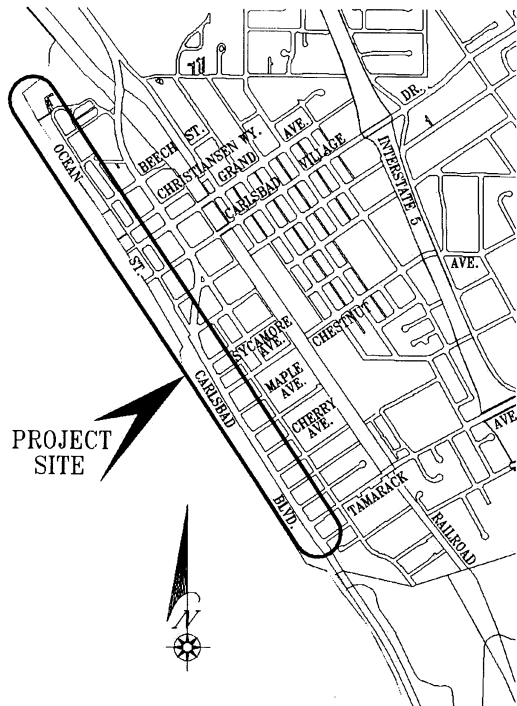 DR.
AVE.
BEECH ST.
CHRISTIANSEN WY.
GRAND
CARLSBAD VILLAGE
INTERSTATE 5
OCEAN
ST.
AVE.
CHESTNUT
SYCAMORE
AVE.
MAPLE
AVE.
CARLSBAD
CHERRY
AVE.
AVE
PROJECT
SITE
TAMARACK
BLVD.
RAILROAD
N